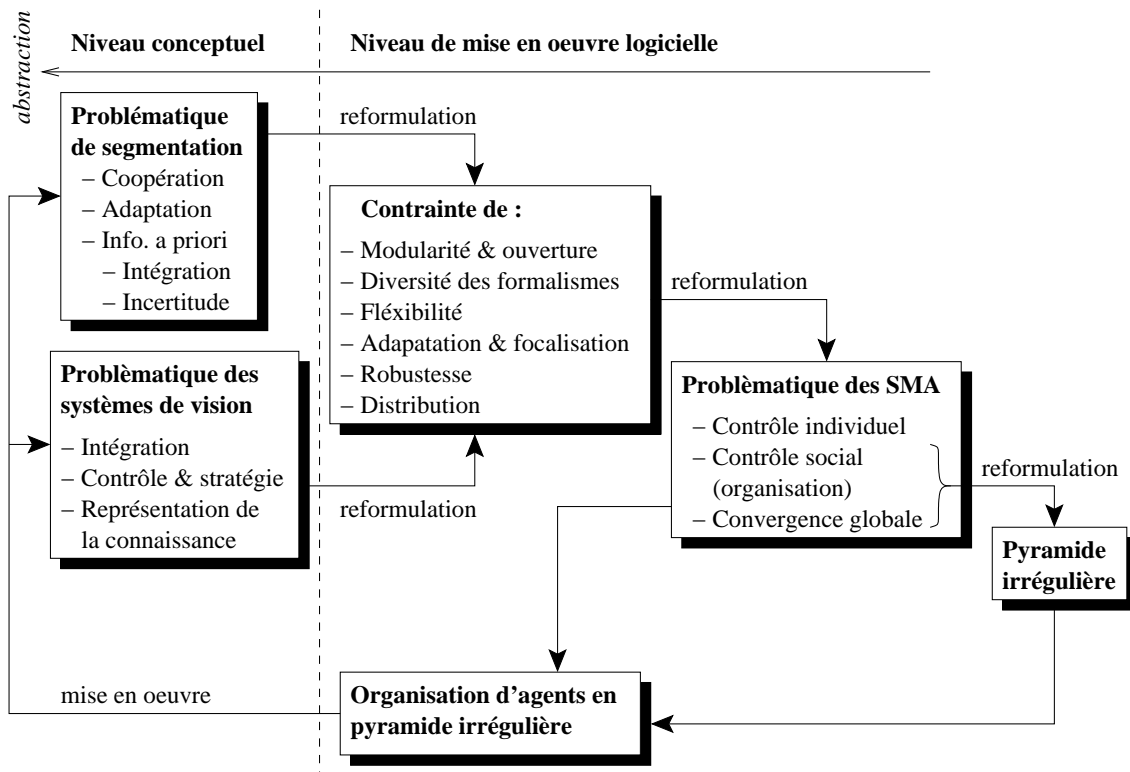 abstraction
Niveau conceptuel
Niveau de mise en oeuvre logicielle
Problématique
de segmentation
– Coopération
– Adaptation
– Info. a priori
– Intégration
– Incertitude
reformulation
Problèmatique des
systèmes de vision
– Intégration
– Contrôle & stratégie
– Représentation de
la connaissance
reformulation
Contrainte de :
– Modularité & ouverture
– Diversité des formalismes
– Fléxibilité
– Adapatation & focalisation
– Robustesse
– Distribution
reformulation
Problèmatique des SMA
– Contrôle individuel
– Contrôle social
(organisation)
– Convergence globale
reformulation
Pyramide
irrégulière
Organisation d'agents en
pyramide irrégulière
mise en oeuvre